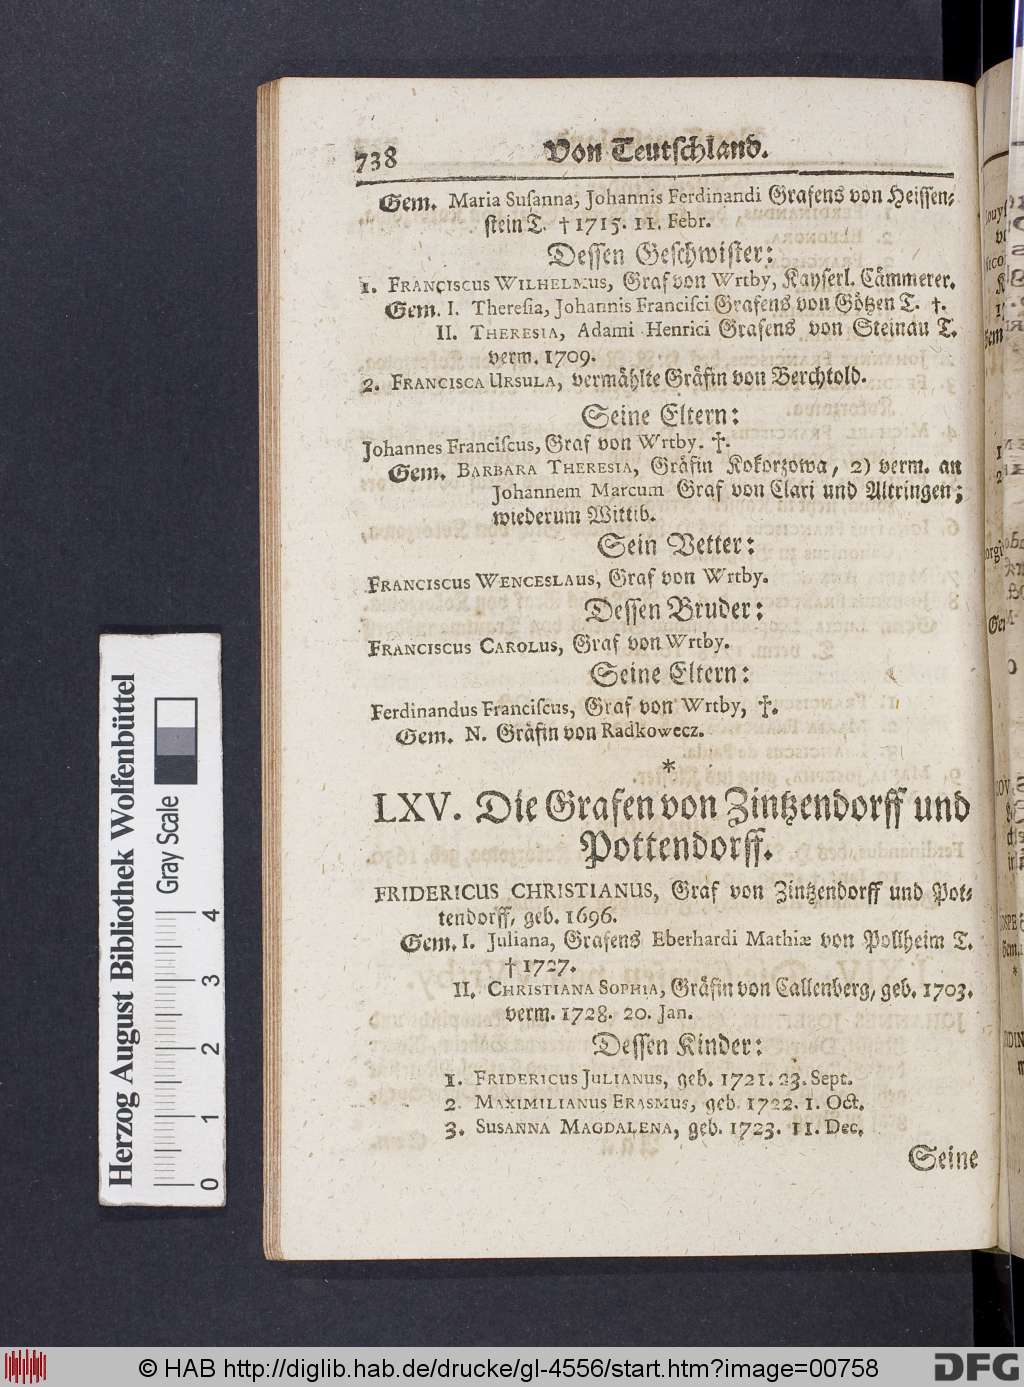 738 Von Teutschland.
Gem. Maria Susanna, Johannis Ferdinandi Grafens von Heissen-
stein T. † 1715. 11. Febr.
Dessen Geschwister:
1. FRANCISCUS WILHELMUS, Graf von Wrtby, Kayserl. Cämmerer.
Gem. I. Theresia, Johannis Francisci Grafens von Götzen T. †.
II. THERESIA, Adami Henrici Grafens von Steinau T.
verm. 1709.
2. FRANCISCA URSULA, vermählte Gräfin von Berchtold.
Seine Eltern:
Johannes Franciscus, Graf von Wrtby. †.
Gem. BARBARA THERESIA, Gräfin Kokorzowa, 2) verm. an
Johannem Marcum Graf von Clari und Altringen;
wiederum Wittib.
Sein Vetter:
FRANCISCUS WENCESLAUS, Graf von Wrtby.
Dessen Bruder:
FRANCISCUS CAROLUS, Graf von Wrtby.
Seine Eltern:
Ferdinandus Franciscus, Graf von Wrtby, †.
Gem. N. Gräfin von Radkowecz.
*
LXV. Die Grafen von Zintzendorff und
Pottendorff.
FRIDERICUS CHRISTIANUS, Graf von Zintzendorff und Pot-
tendorff, geb. 1696.
Gem. I. Juliana, Grafens Eberhardi Mathiæ von Pollheim T.
† 1727.
II. CHRISTIANA SOPHIA, Gräfin von Callenberg, geb. 1703.
verm. 1728. 20. Jan.
Dessen Kinder:
1. FRIDERICUS JULIANUS, geb. 1721. 23. Sept.
2. MAXIMILIANUS ERASMUS, geb. 1722. 1. Oct.
3. SUSANNA MAGDALENA, geb. 1723. 11. Dec.
Seine
Herzog August Bibliothek Wolfenbüttel
Gray Scale
0 1 2 3 4
© HAB http://diglib.hab.de/drucke/gl-4556/start.htm?image=00758
DFG